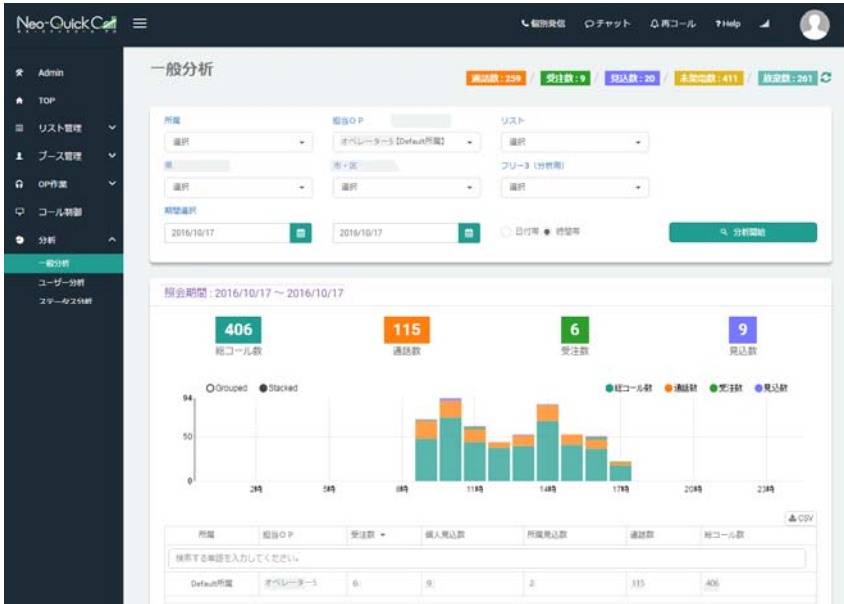 Neo-QuickCall
個別発信 チャット 再コール ?Help
Admin
TOP
リスト管理
ブース管理
OP作業
コール制御
分析
一般分析
ユーザー分析
ステータス分析
一般分析
通話数 : 259 / 受注数 : 9 / 見込数 : 20 / 未架電数 : 411 / 放棄数 : 261
所属 担当OP リスト
選択 オペレーター5【Default所属】 選択
県 市・区 フリー3(分析用)
選択 選択 選択
期間選択
2016/10/17 2016/10/17 日付帯 時間帯 分析開始
照会期間 : 2016/10/17 ~ 2016/10/17
406 115 6 9
総コール数 通話数 受注数 見込数
Grouped Stacked 総コール数 通話数 受注数 見込数
94
50
0
2時 5時 8時 11時 14時 17時 20時 23時
CSV
所属 担当OP 受注数 個人見込数 所属見込数 通話数 総コール数
検索する単語を入力してください。
Default所属 オペレーター5 6 9 2 115 406